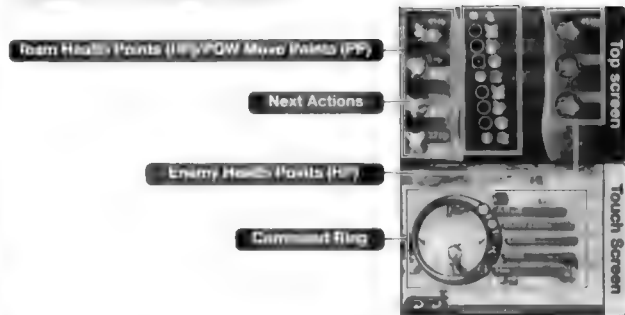 Team Health Points (HP)/POW Move Points (PP)
Next Actions
Enemy Health Points (HP)
Command Ring
Top screen
Touch Screen